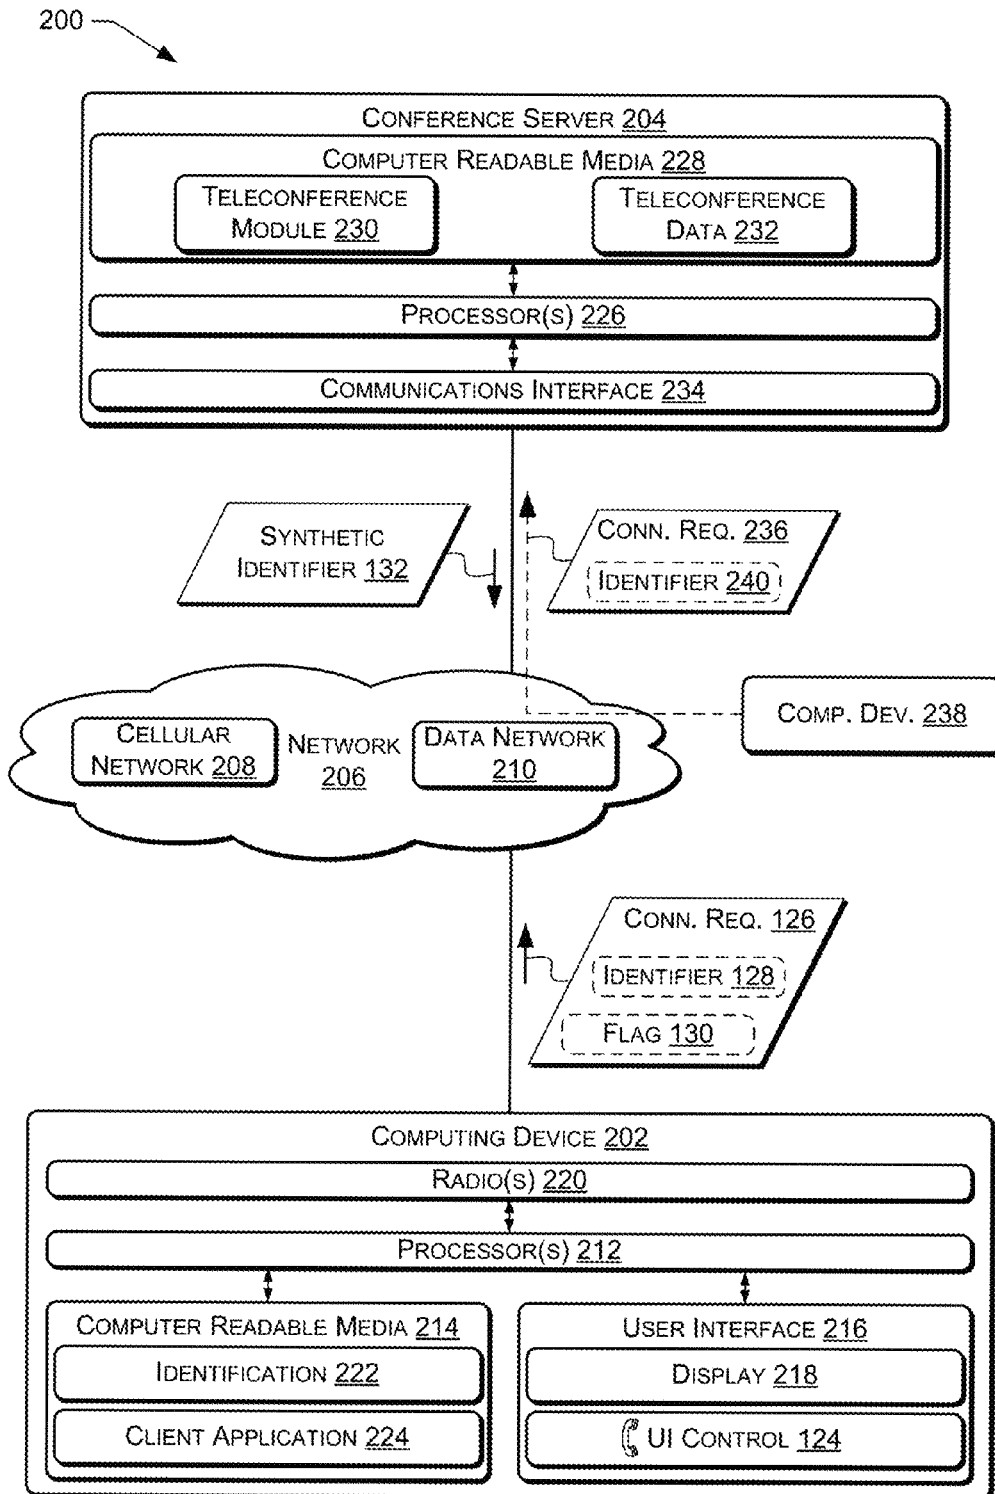 200
CONFERENCE SERVER 204
COMPUTER READABLE MEDIA 228
TELECONFERENCE
MODULE 230
TELECONFERENCE
DATA 232
PROCESSOR(S) 226
COMMUNICATIONS INTERFACE 234
SYNTHETIC
IDENTIFIER 132
CONN. REQ. 236
IDENTIFIER 240
CELLULAR
NETWORK 208
NETWORK
206
DATA NETWORK
210
COMP. DEV. 238
CONN. REQ. 126
IDENTIFIER 128
FLAG 130
COMPUTING DEVICE 202
RADIO(S) 220
PROCESSOR(S) 212
COMPUTER READABLE MEDIA 214
IDENTIFICATION 222
CLIENT APPLICATION 224
USER INTERFACE 216
DISPLAY 218
UI CONTROL 124